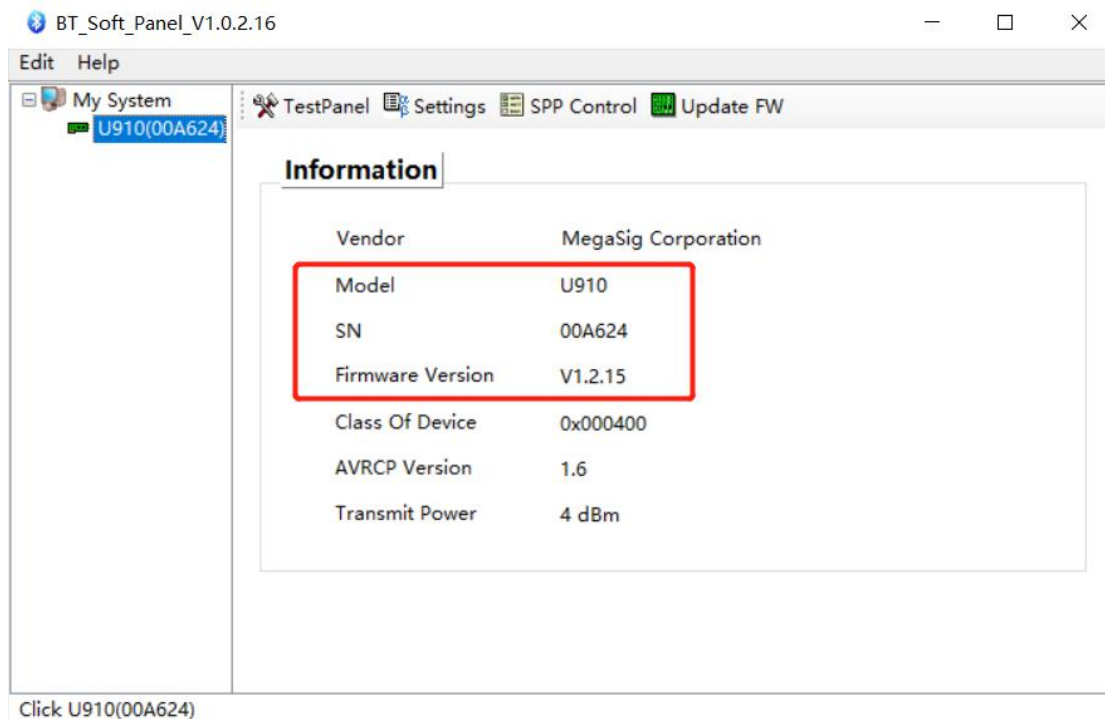 BT_Soft_Panel_V1.0.2.16
Edit Help
My System
U910(00A624)
TestPanel Settings SPP Control Update FW
Information
Vendor MegaSig Corporation
Model U910
SN 00A624
Firmware Version V1.2.15
Class Of Device 0x000400
AVRCP Version 1.6
Transmit Power 4 dBm
Click U910(00A624)